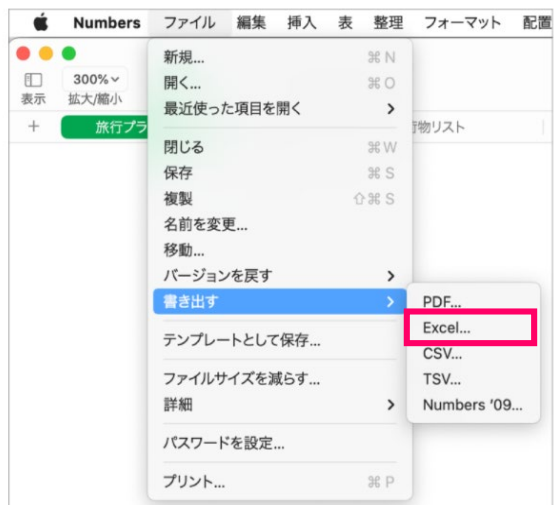 Numbers ファイル 編集 挿入 表 整理 フォーマット 配置
300%
表示 拡大/縮小
+ 旅行プラ 行物リスト
新規... ⌘ N
開く... ⌘ O
最近使った項目を開く >
閉じる ⌘ W
保存 ⌘ S
複製 ⇧ ⌘ S
名前を変更...
移動...
バージョンを戻す >
書き出す >
PDF...
Excel...
CSV...
TSV...
Numbers '09...
テンプレートとして保存...
ファイルサイズを減らす...
詳細 >
パスワードを設定...
プリント... ⌘ P